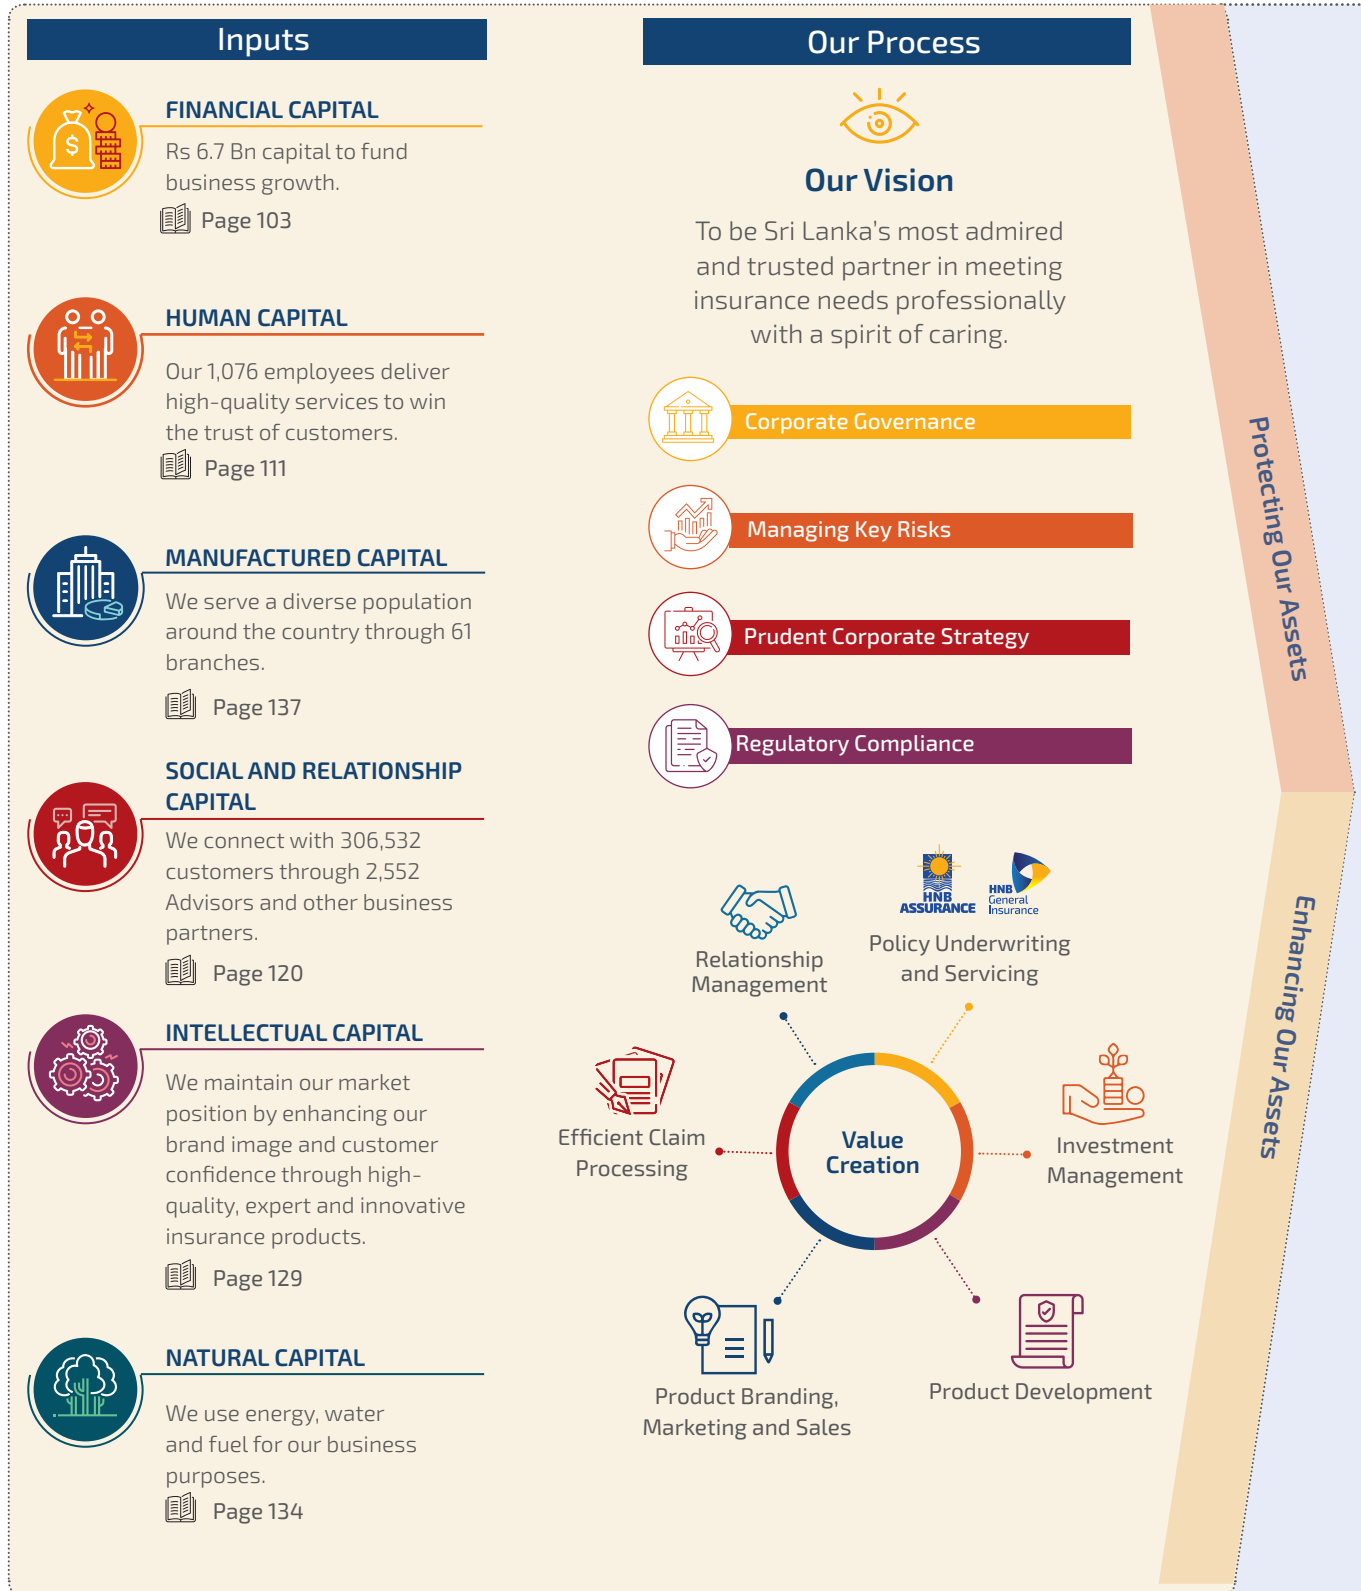 Inputs
FINANCIAL CAPITAL
Rs 6.7 Bn capital to fund
business growth.
Page 103
HUMAN CAPITAL
Our 1,076 employees deliver
high-quality services to win
the trust of customers.
Page 111
MANUFACTURED CAPITAL
We serve a diverse population
around the country through 61
branches.
Page 137
SOCIAL AND RELATIONSHIP
CAPITAL
We connect with 306,532
customers through 2,552
Advisors and other business
partners.
Page 120
INTELLECTUAL CAPITAL
We maintain our market
position by enhancing our
brand image and customer
confidence through high-
quality, expert and innovative
insurance products.
Page 129
NATURAL CAPITAL
We use energy, water
and fuel for our business
purposes.
Page 134
Our Process
Our Vision
To be Sri Lanka's most admired
and trusted partner in meeting
insurance needs professionally
with a spirit of caring.
Corporate Governance
Managing Key Risks
Prudent Corporate Strategy
Regulatory Compliance
Relationship
Management
HNB
ASSURANCE
HNB
General
Insurance
Policy Underwriting
and Servicing
Efficient Claim
Processing
Value
Creation
Investment
Management
Product Branding,
Marketing and Sales
Product Development
Protecting Our Assets
Enhancing Our Assets